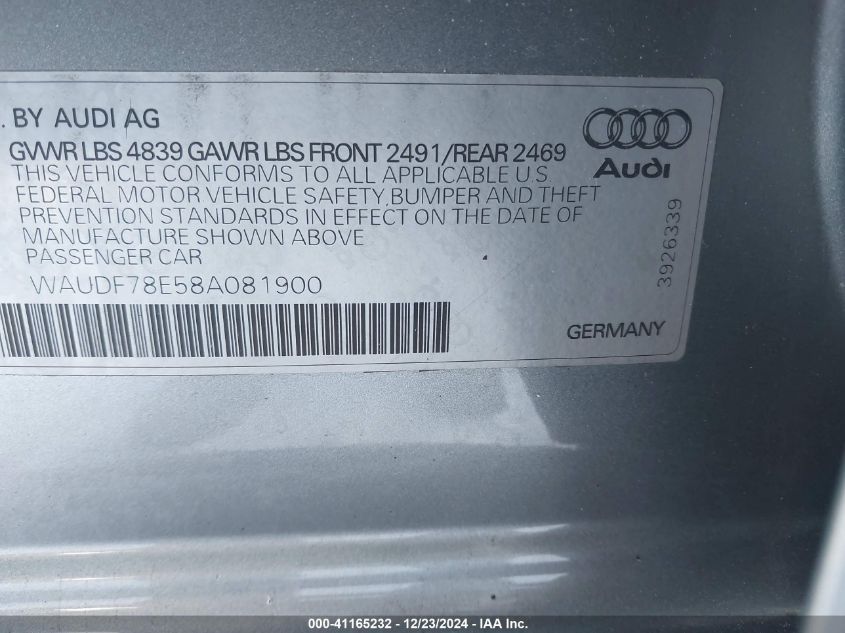 . BY AUDI AG
GVWR LBS 4839 GAWR LBS FRONT 2491/REAR 2469
THIS VEHICLE CONFORMS TO ALL APPLICABLE U.S.
FEDERAL MOTOR VEHICLE SAFETY,BUMPER AND THEFT
PREVENTION STANDARDS IN EFFECT ON THE DATE OF
MANUFACTURE SHOWN ABOVE
PASSENGER CAR
WAUDF78E58A081900
Audi
3926339
GERMANY
000-41165232 - 12/23/2024 - IAA Inc.